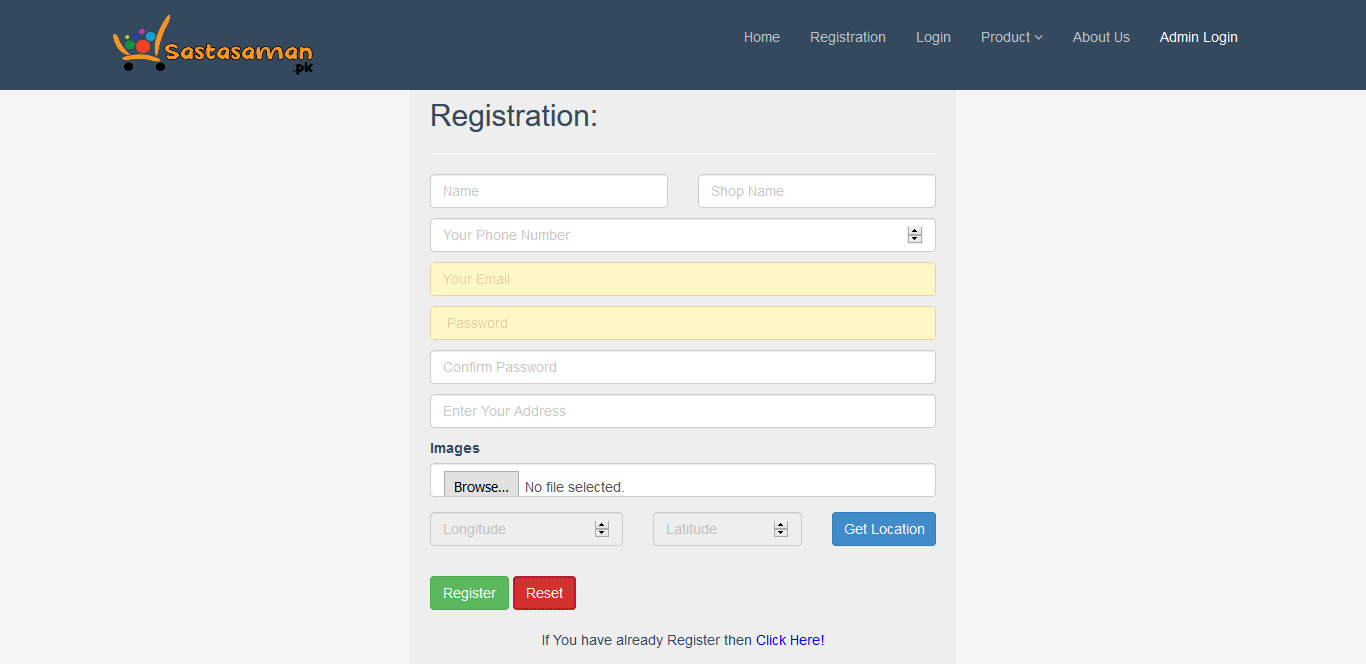 Sastasaman
.pk
Home Registration Login Product About Us Admin Login
Registration:
Name Shop Name
Your Phone Number
Your Email
Password
Confirm Password
Enter Your Address
Images
Browse... No file selected.
Longitude Latitude Get Location
Register Reset
If You have already Register then Click Here!